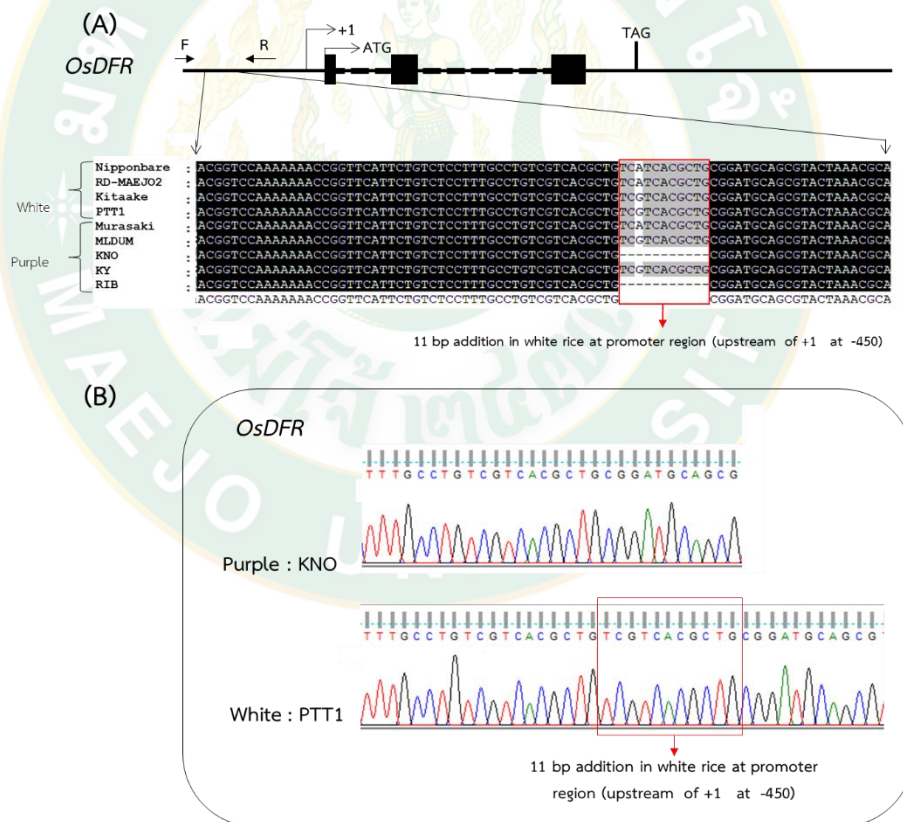 (A)
F R +1 ATG TAG
OsDFR
White
Purple
Nipponbare : ACGGTCCAAAAAAACCGGTTCATTCTGTCTCCTTTGCCTGTCGTCACGCTGTCATCACGCTGCGGATGCAGCGTACTAAACGCA
RD-MAEJO2 : ACGGTCCAAAAAAACCGGTTCATTCTGTCTCCTTTGCCTGTCGTCACGCTGTCATCACGCTGCGGATGCAGCGTACTAAACGCA
Kitaake : ACGGTCCAAAAAAACCGGTTCATTCTGTCTCCTTTGCCTGTCGTCACGCTGTCGTCACGCTGCGGATGCAGCGTACTAAACGCA
PTT1 : ACGGTCCAAAAAAACCGGTTCATTCTGTCTCCTTTGCCTGTCGTCACGCTGTCGTCACGCTGCGGATGCAGCGTACTAAACGCA
Murasaki : ACGGTCCAAAAAAACCGGTTCATTCTGTCTCCTTTGCCTGTCGTCACGCTGTCGTCACGCTGCGGATGCAGCGTACTAAACGCA
MLDUM : ACGGTCCAAAAAAACCGGTTCATTCTGTCTCCTTTGCCTGTCGTCACGCTGTCGTCACGCTGCGGATGCAGCGTACTAAACGCA
KNO : ACGGTCCAAAAAAACCGGTTCATTCTGTCTCCTTTGCCTGTCGTCACGCTG-----------CGGATGCAGCGTACTAAACGCA
KY : ACGGTCCAAAAAAACCGGTTCATTCTGTCTCCTTTGCCTGTCGTCACGCTGTCGTCACGCTGCGGATGCAGCGTACTAAACGCA
RIB : ACGGTCCAAAAAAACCGGTTCATTCTGTCTCCTTTGCCTGTCGTCACGCTG-----------CGGATGCAGCGTACTAAACGCA
ACGGTCCAAAAAAACCGGTTCATTCTGTCTCCTTTGCCTGTCGTCACGCTG CGGATGCAGCGTACTAAACGCA
11 bp addition in white rice at promoter region (upstream of +1 at -450)
(B)
OsDFR
TTTGCCTGTCGTCACGCTGCGGATGCAGCG
Purple : KNO
TTTGCCTGTCGTCACGCTGTCGTCACGCTGCGGATGCAGCG
White : PTT1
11 bp addition in white rice at promoter
region (upstream of +1 at -450)
MAEJO U